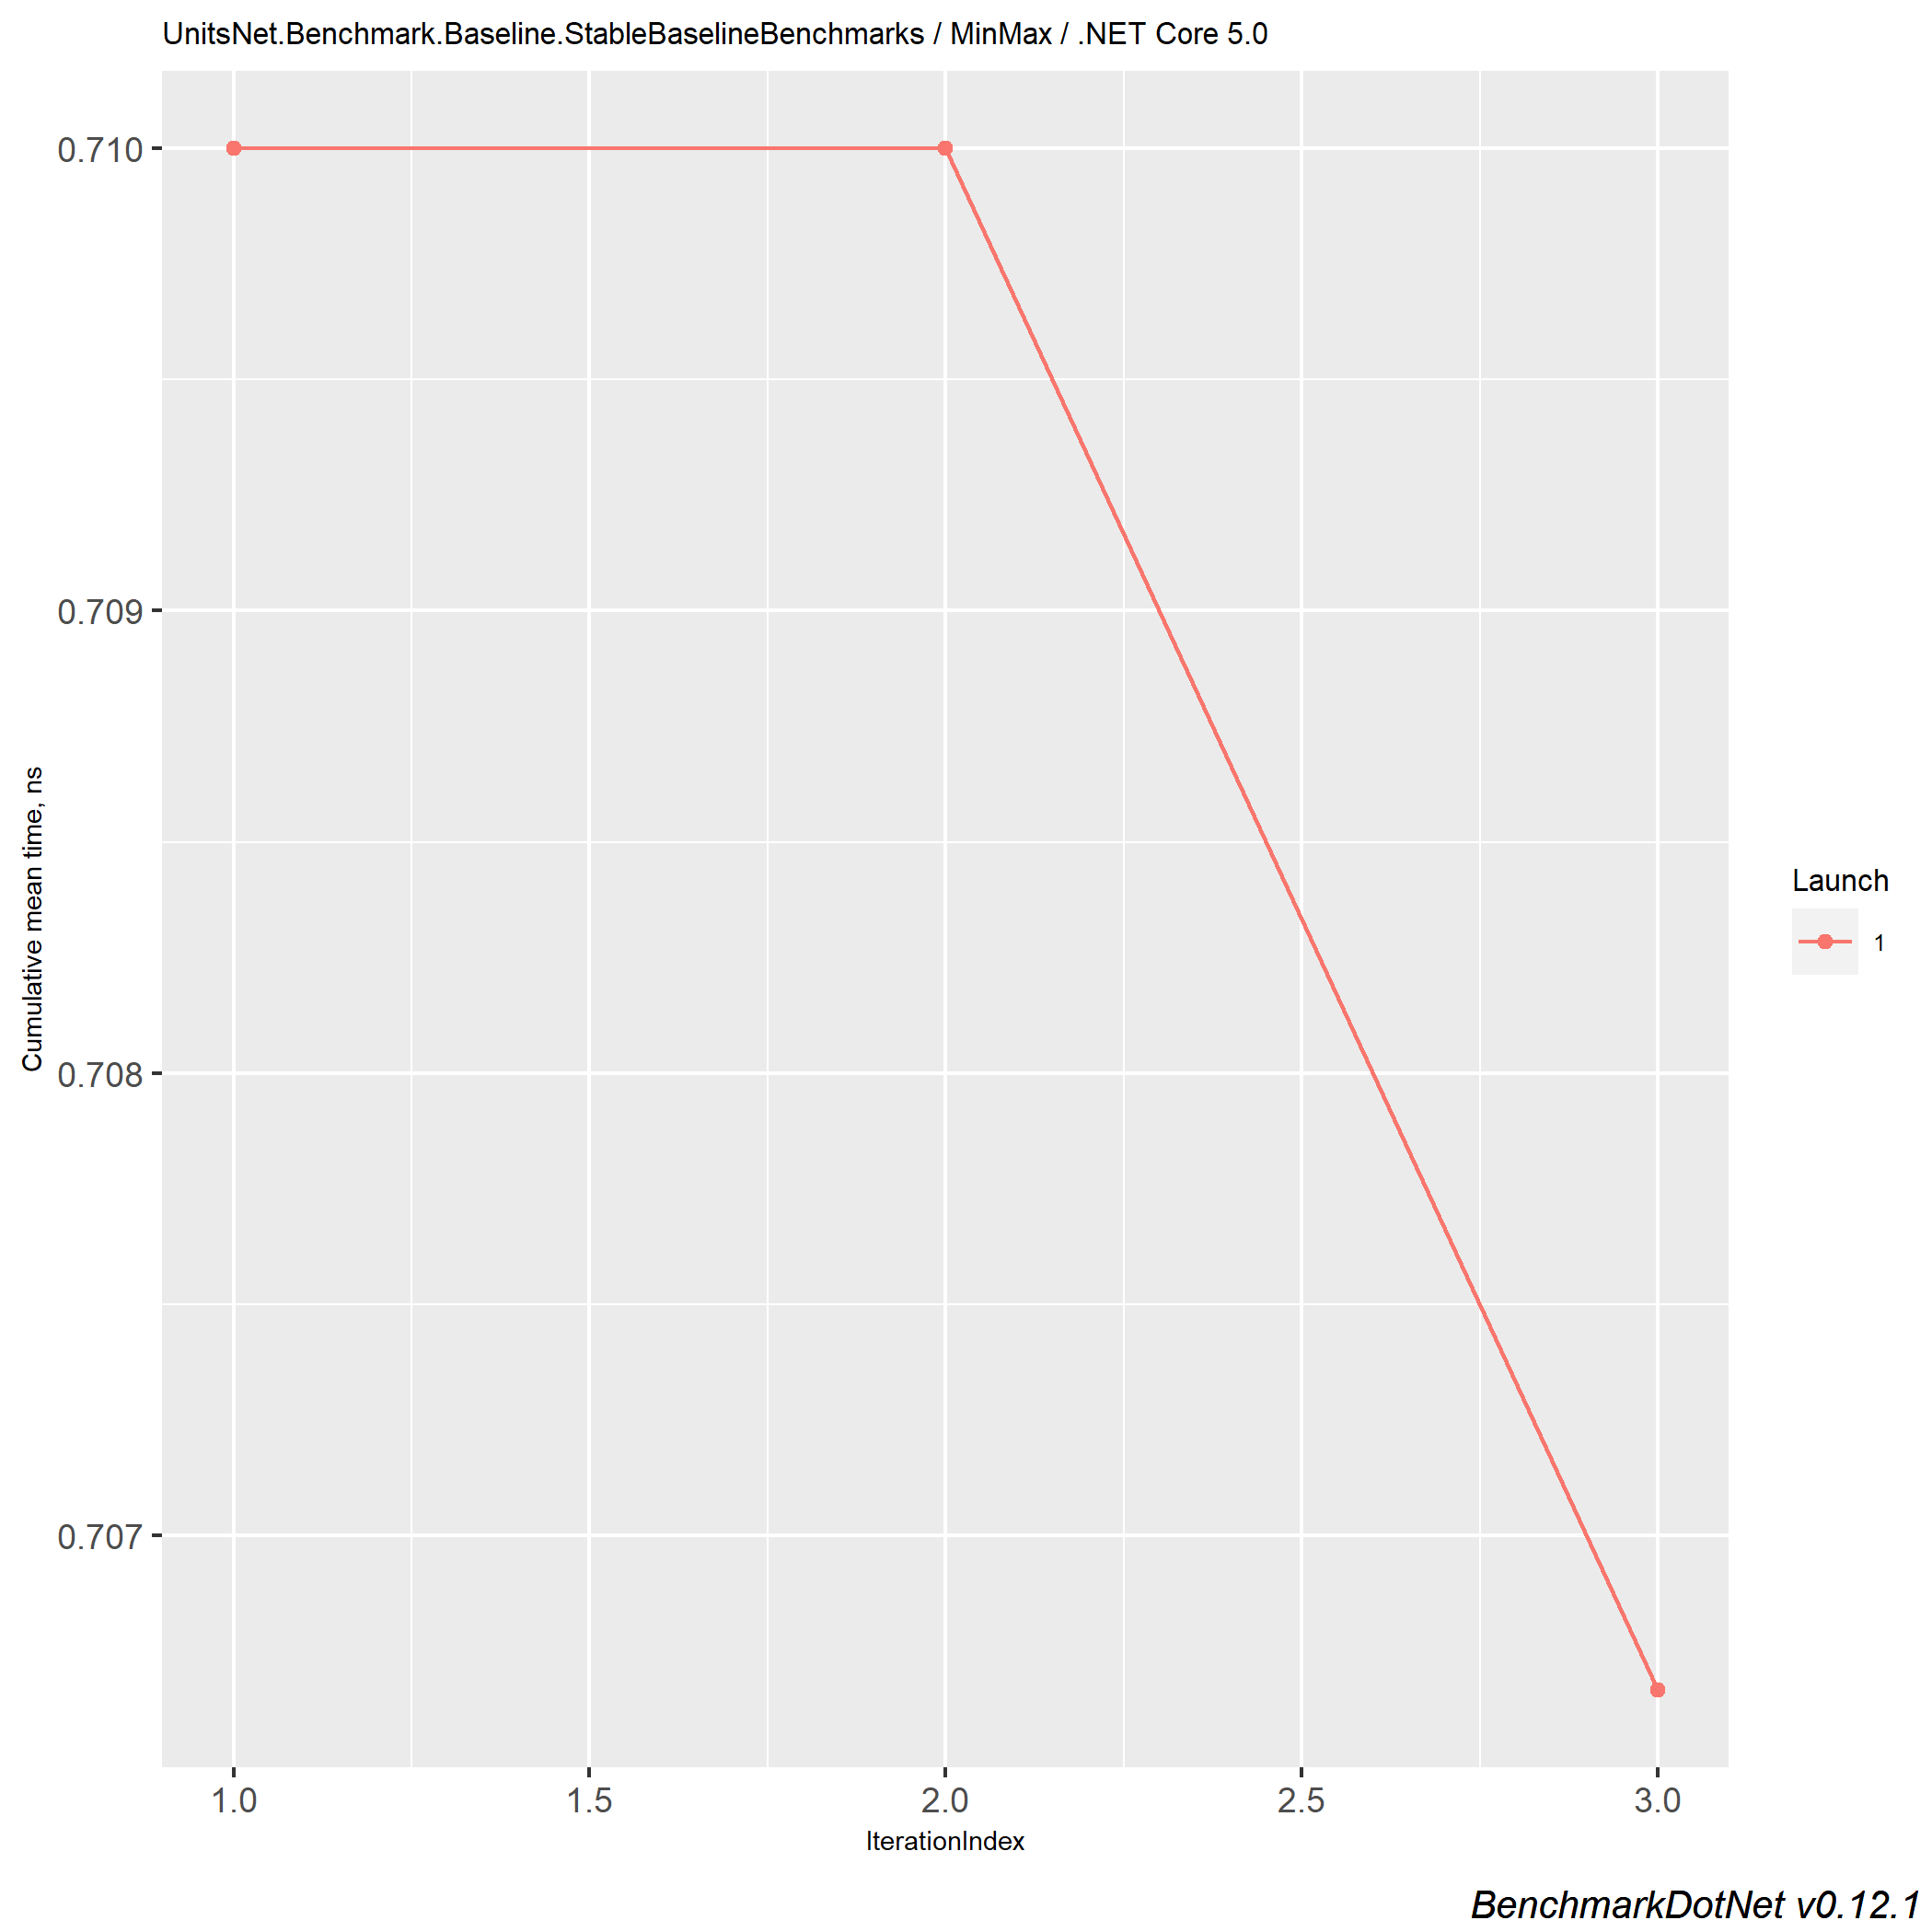 UnitsNet.Benchmark.Baseline.StableBaselineBenchmarks / MinMax / .NET Core 5.0
Cumulative mean time, ns
0.710
0.709
0.708
0.707
1.0 1.5 2.0 2.5 3.0
IterationIndex
Launch
1
BenchmarkDotNet v0.12.1